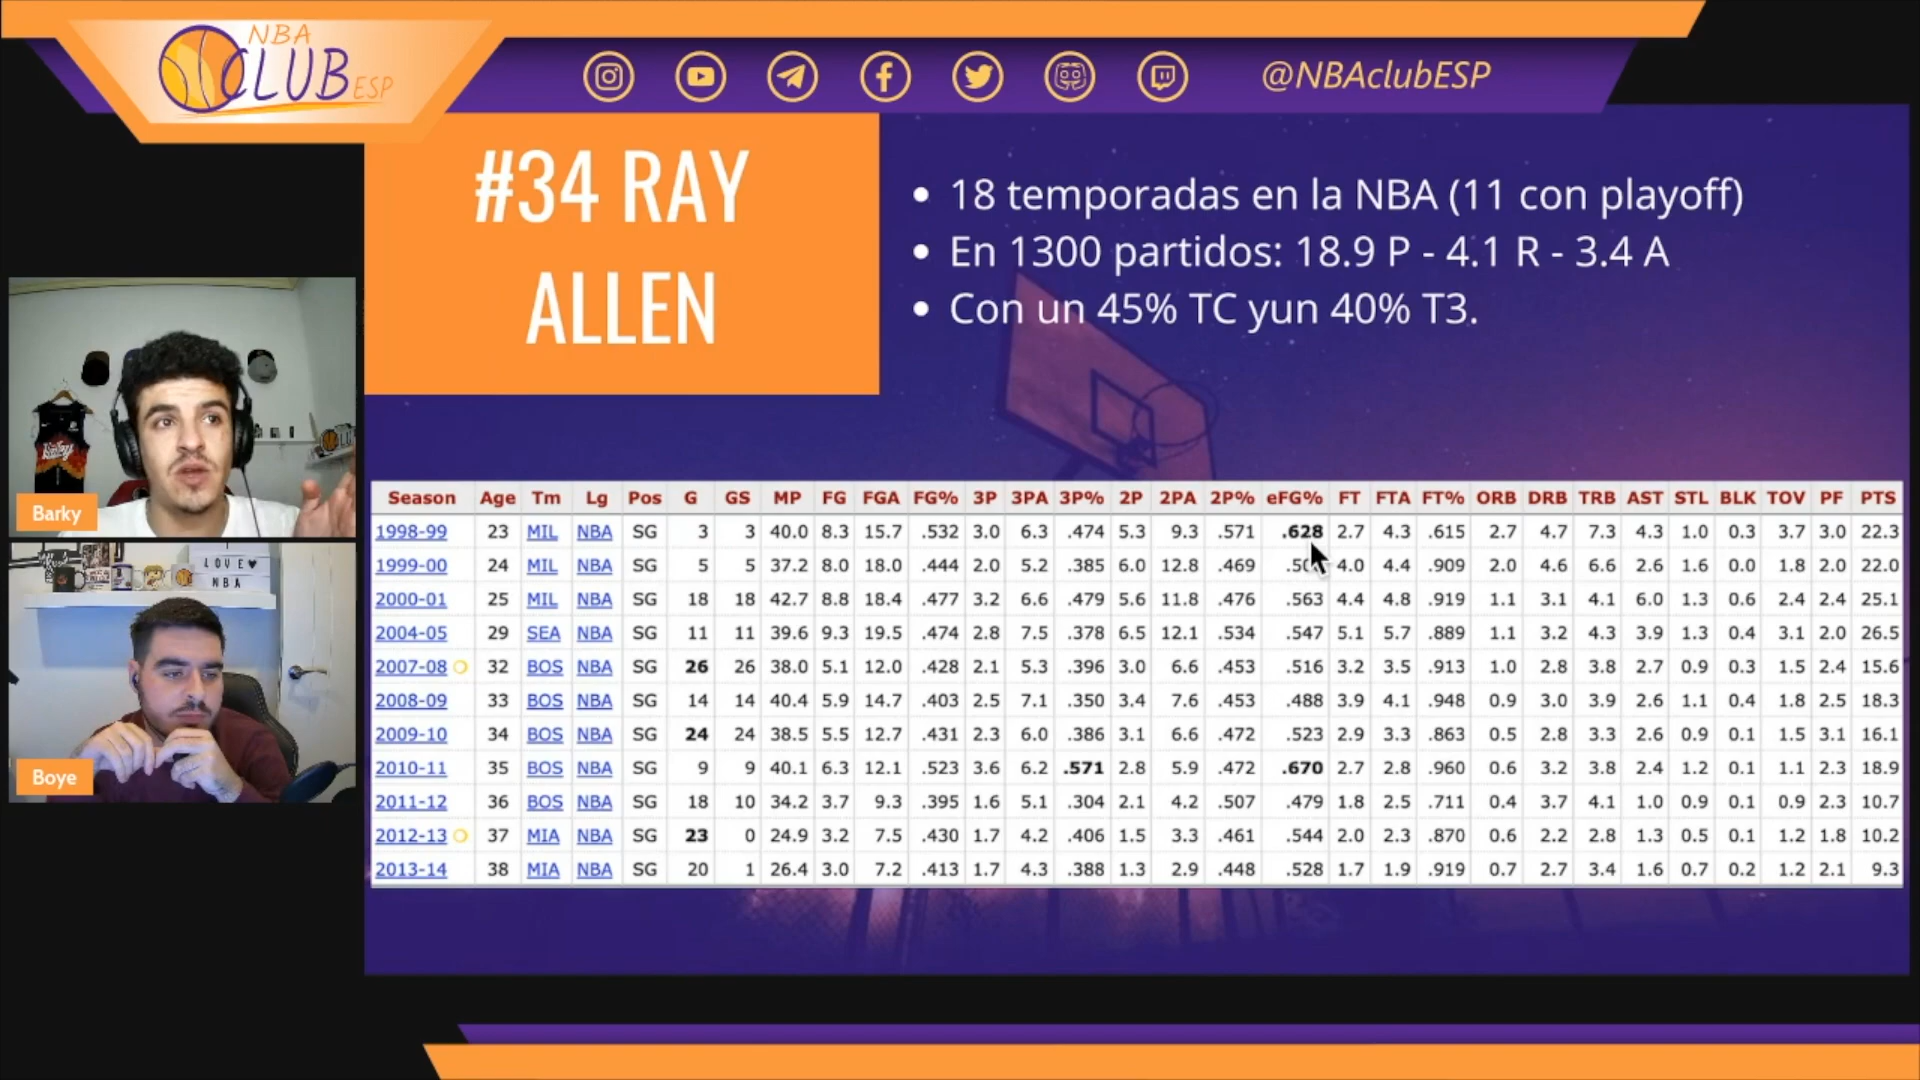 NBA
CLUB ESP
@NBAclubESP
#34 RAY
ALLEN
• 18 temporadas en la NBA (11 con playoff)
• En 1300 partidos: 18.9 P - 4.1 R - 3.4 A
• Con un 45% TC yun 40% T3.
Barky
LOVE♥
NBA
Boye
Season Age Tm Lg Pos G GS MP FG FGA FG% 3P 3PA 3P% 2P 2PA 2P% eFG% FT FTA FT% ORB DRB TRB AST STL BLK TOV PF PTS
1998-99 23 MIL NBA SG 3 3 40.0 8.3 15.7 .532 3.0 6.3 .474 5.3 9.3 .571 .628 2.7 4.3 .615 2.7 4.7 7.3 4.3 1.0 0.3 3.7 3.0 22.3
1999-00 24 MIL NBA SG 5 5 37.2 8.0 18.0 .444 2.0 5.2 .385 6.0 12.8 .469 4.0 4.4 .909 2.0 4.6 6.6 2.6 1.6 0.0 1.8 2.0 22.0
2000-01 25 MIL NBA SG 18 18 42.7 8.8 18.4 .477 3.2 6.6 .479 5.6 11.8 .476 .563 4.4 4.8 .919 1.1 3.1 4.1 6.0 1.3 0.6 2.4 2.4 25.1
2004-05 29 SEA NBA SG 11 11 39.6 9.3 19.5 .474 2.8 7.5 .378 6.5 12.1 .534 .547 5.1 5.7 .889 1.1 3.2 4.3 3.9 1.3 0.4 3.1 2.0 26.5
2007-08 32 BOS NBA SG 26 26 38.0 5.1 12.0 .428 2.1 5.3 .396 3.0 6.6 .453 .516 3.2 3.5 .913 1.0 2.8 3.8 2.7 0.9 0.3 1.5 2.4 15.6
2008-09 33 BOS NBA SG 14 14 40.4 5.9 14.7 .403 2.5 7.1 .350 3.4 7.6 .453 .488 3.9 4.1 .948 0.9 3.0 3.9 2.6 1.1 0.4 1.8 2.5 18.3
2009-10 34 BOS NBA SG 24 24 38.5 5.5 12.7 .431 2.3 6.0 .386 3.1 6.6 .472 .523 2.9 3.3 .863 0.5 2.8 3.3 2.6 0.9 0.1 1.5 3.1 16.1
2010-11 35 BOS NBA SG 9 9 40.1 6.3 12.1 .523 3.6 6.2 .571 2.8 5.9 .472 .670 2.7 2.8 .960 0.6 3.2 3.8 2.4 1.2 0.1 1.1 2.3 18.9
2011-12 36 BOS NBA SG 18 10 34.2 3.7 9.3 .395 1.6 5.1 .304 2.1 4.2 .507 .479 1.8 2.5 .711 0.4 3.7 4.1 1.0 0.9 0.1 0.9 2.3 10.7
2012-13 37 MIA NBA SG 23 0 24.9 3.2 7.5 .430 1.7 4.2 .406 1.5 3.3 .461 .544 2.0 2.3 .870 0.6 2.2 2.8 1.3 0.5 0.1 1.2 1.8 10.2
2013-14 38 MIA NBA SG 20 1 26.4 3.0 7.2 .413 1.7 4.3 .388 1.3 2.9 .448 .528 1.7 1.9 .919 0.7 2.7 3.4 1.6 0.7 0.2 1.2 2.1 9.3